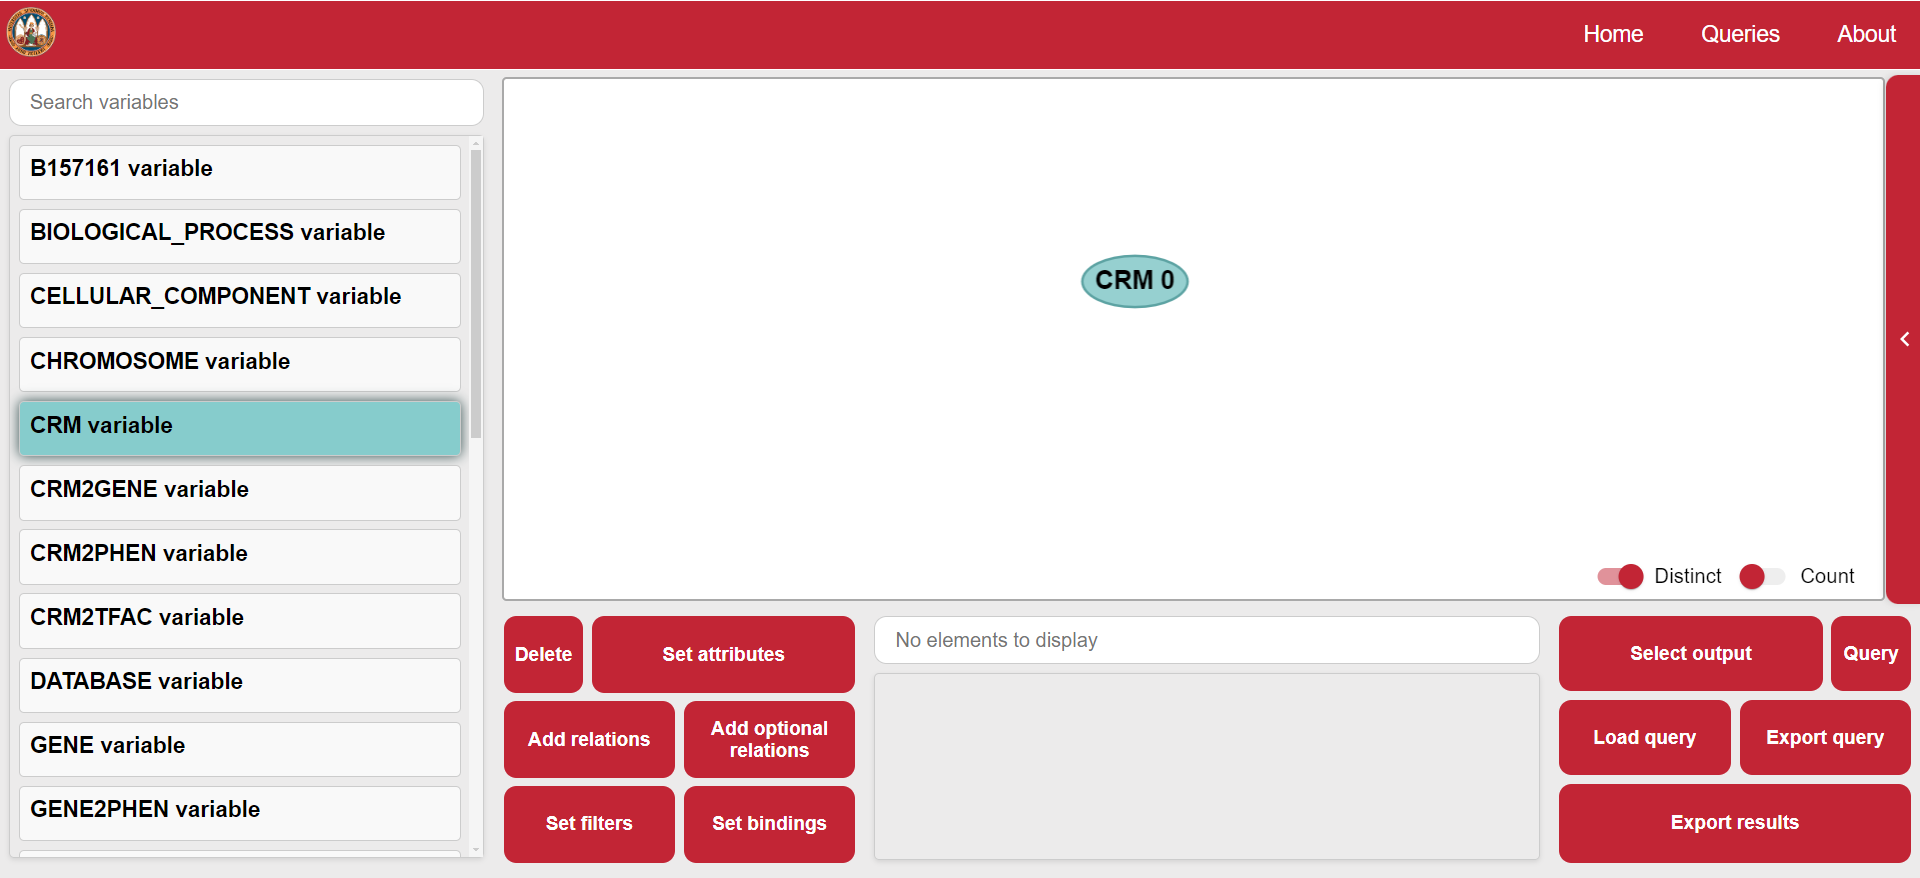 Home
Queries
About
Search variables
B157161 variable
BIOLOGICAL_PROCESS variable
CELLULAR_COMPONENT variable
CHROMOSOME variable
CRM variable
CRM2GENE variable
CRM2PHEN variable
CRM2TFAC variable
DATABASE variable
GENE variable
GENE2PHEN variable
CRM 0
Distinct
Count
Delete
Set attributes
Add relations
Add optional
relations
Set filters
Set bindings
No elements to display
Select output
Query
Load query
Export query
Export results